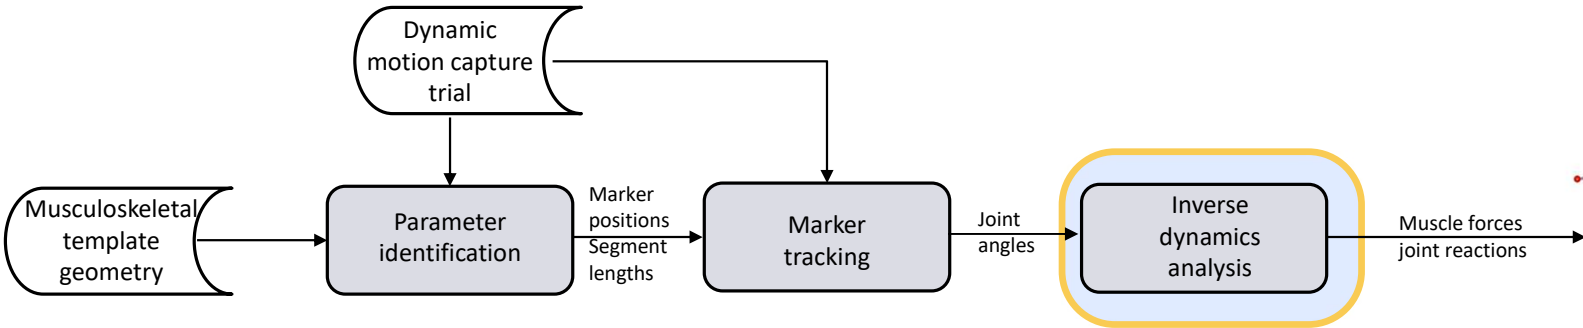 Dynamic
motion capture
trial
Musculoskeletal
template
geometry
Parameter
identification
Marker
positions
Segment
lengths
Marker
tracking
Joint
angles
Inverse
dynamics
analysis
Muscle forces
joint reactions